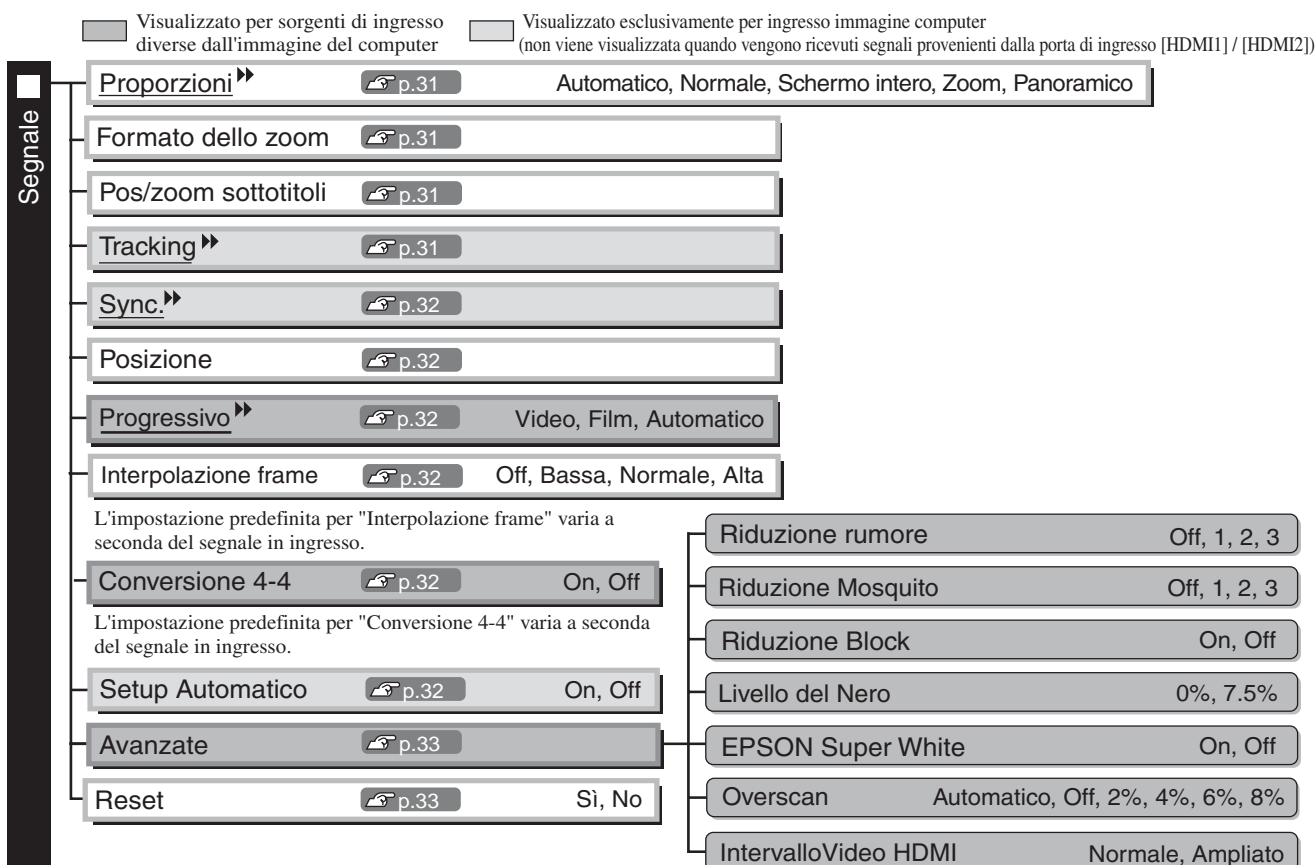 Visualizzato per sorgenti di ingresso
diverse dall'immagine del computer
Visualizzato esclusivamente per ingresso immagine computer
(non viene visualizzata quando vengono ricevuti segnali provenienti dalla porta di ingresso [HDMI1] / [HDMI2])
Segnale
Proporzioni p.31 Automatico, Normale, Schermo intero, Zoom, Panoramico
Formato dello zoom p.31
Pos/zoom sottotitoli p.31
Tracking p.31
Sync. p.32
Posizione p.32
Progressivo p.32 Video, Film, Automatico
Interpolazione frame p.32 Off, Bassa, Normale, Alta
L'impostazione predefinita per "Interpolazione frame" varia a
seconda del segnale in ingresso.
Conversione 4-4 p.32 On, Off
L'impostazione predefinita per "Conversione 4-4" varia a seconda
del segnale in ingresso.
Setup Automatico p.32 On, Off
Avanzate p.33
Reset p.33 Sì, No
Riduzione rumore Off, 1, 2, 3
Riduzione Mosquito Off, 1, 2, 3
Riduzione Block On, Off
Livello del Nero 0%, 7.5%
EPSON Super White On, Off
Overscan Automatico, Off, 2%, 4%, 6%, 8%
IntervalloVideo HDMI Normale, Ampliato